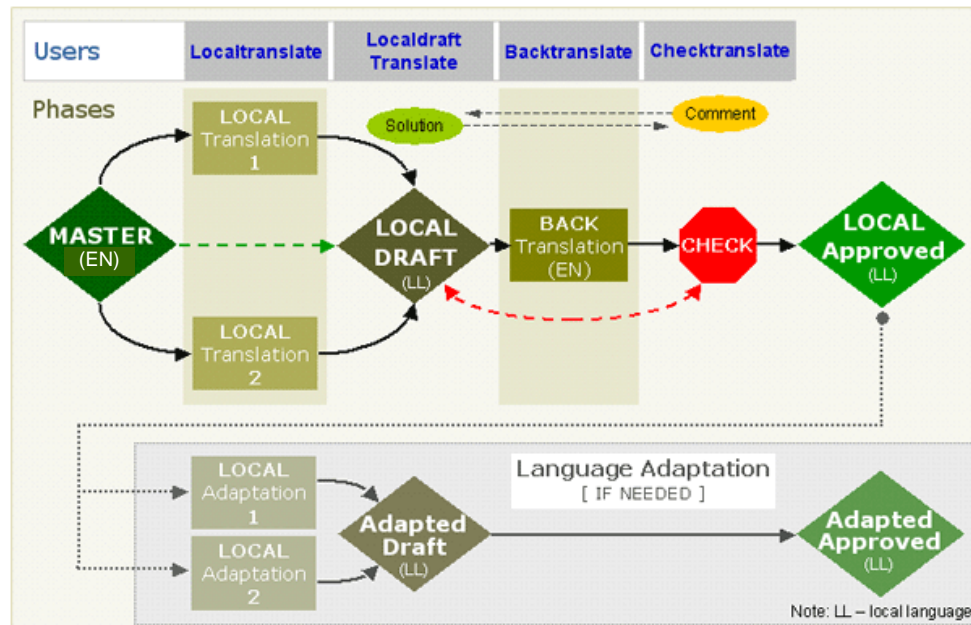 Users
Localtranslate
Localdraft
Translate
Backtranslate
Checktranslate
Phases
LOCAL
Translation
1
Solution
Comment
MASTER
(EN)
LOCAL
DRAFT
(LL)
BACK
Translation
(EN)
CHECK
LOCAL
Approved
(LL)
LOCAL
Translation
2
Language Adaptation
[ IF NEEDED ]
LOCAL
Adaptation
1
LOCAL
Adaptation
2
Adapted
Draft
(LL)
Adapted
Approved
(LL)
Note: LL – local language